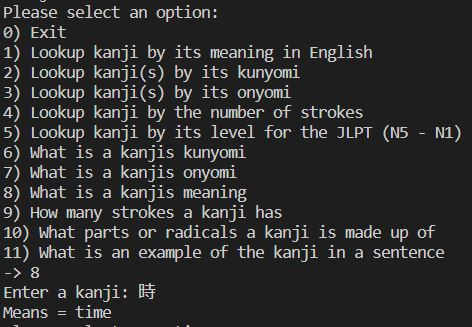 Please select an option:
0) Exit
1) Lookup kanji by its meaning in English
2) Lookup kanji(s) by its kunyomi
3) Lookup kanji(s) by its onyomi
4) Lookup kanji by the number of strokes
5) Lookup kanji by its level for the JLPT (N5 - N1)
6) What is a kanjis kunyomi
7) What is a kanjis onyomi
8) What is a kanjis meaning
9) How many strokes a kanji has
10) What parts or radicals a kanji is made up of
11) What is an example of the kanji in a sentence
-> 8
Enter a kanji: 時
Means = time